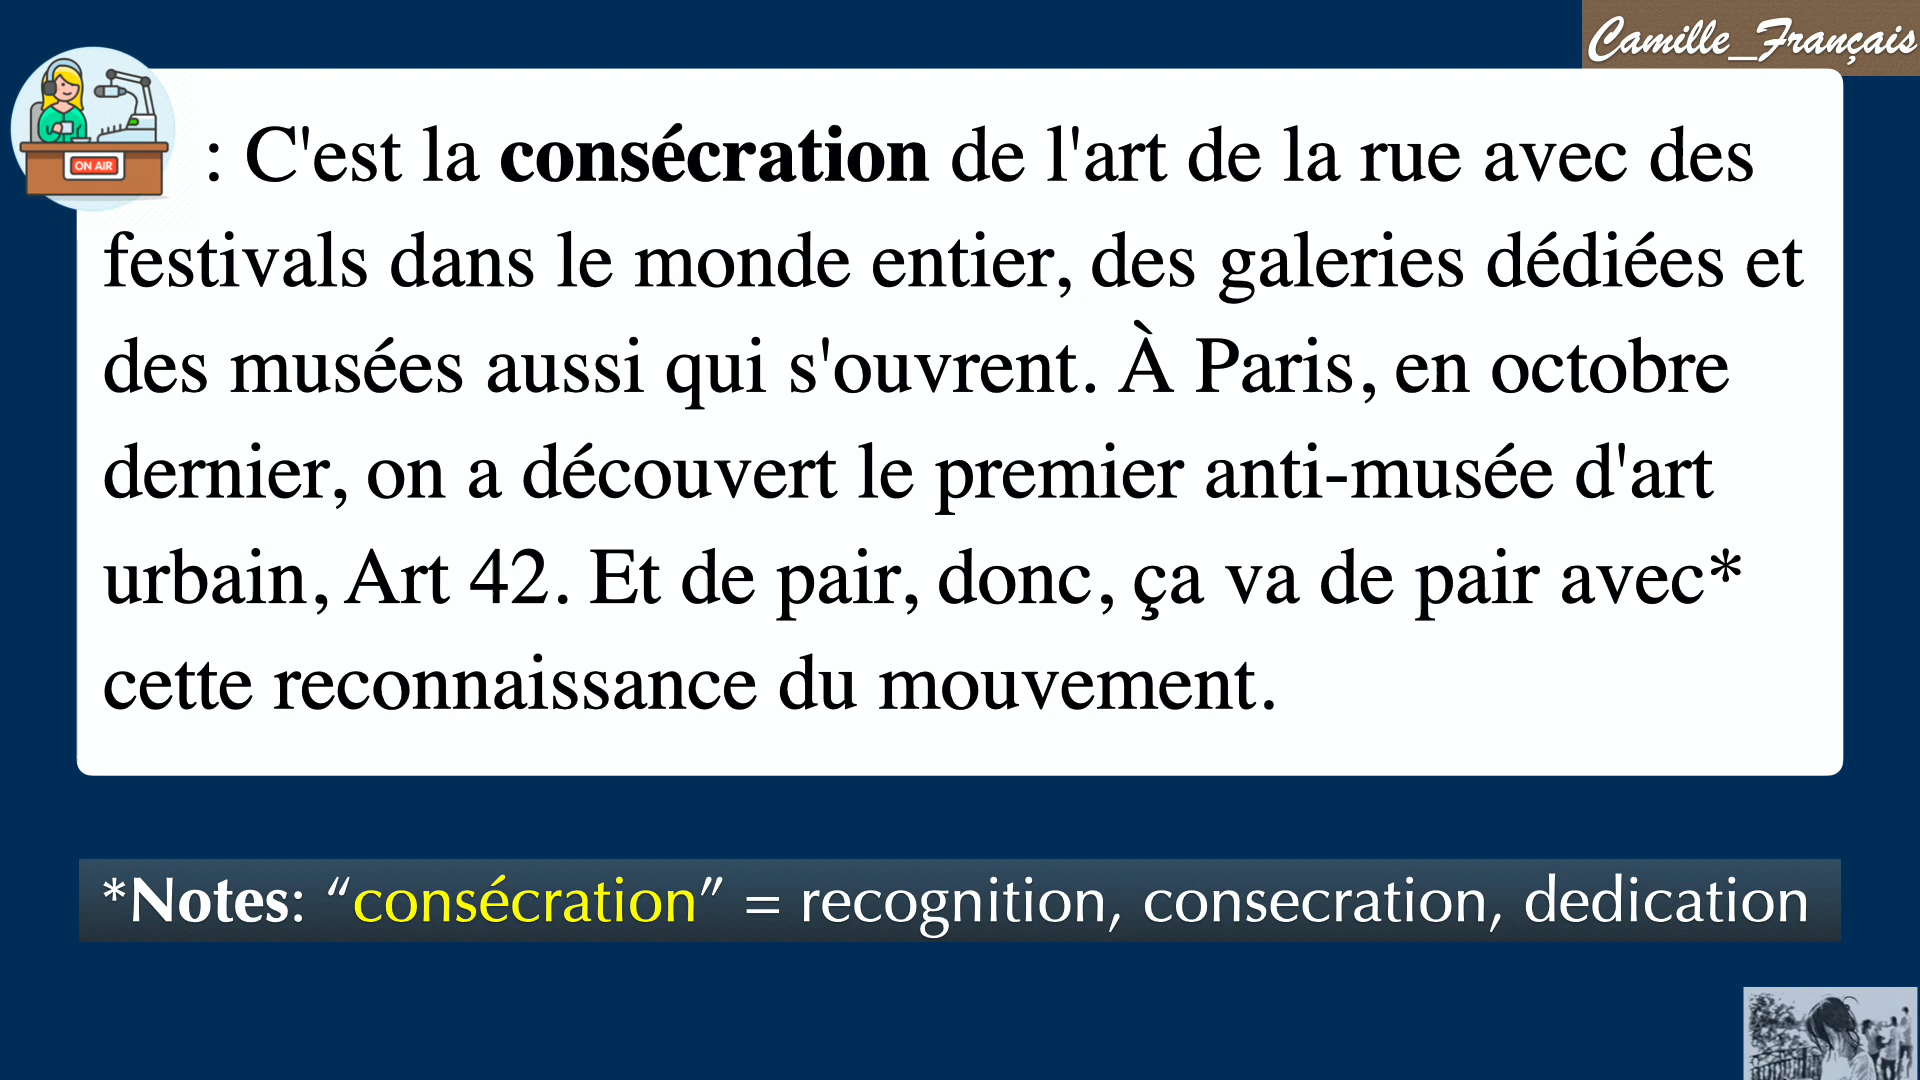 Camille_Français
ON AIR
: C'est la consécration de l'art de la rue avec des
festivals dans le monde entier, des galeries dédiées et
des musées aussi qui s'ouvrent. À Paris, en octobre
dernier, on a découvert le premier anti-musée d'art
urbain, Art 42. Et de pair, donc, ça va de pair avec*
cette reconnaissance du mouvement.
*Notes: “consécration” = recognition, consecration, dedication